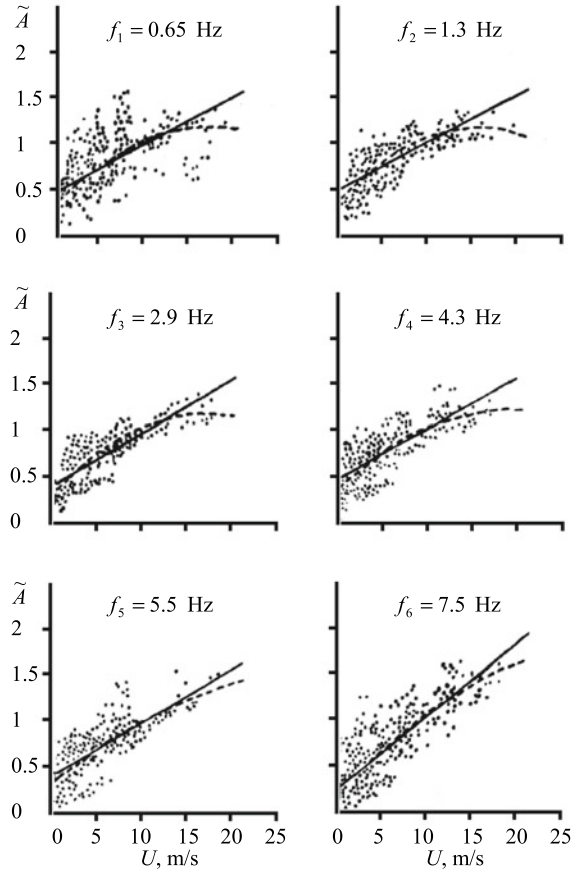 Ã
f₁ = 0.65 Hz
f₂ = 1.3 Hz
2
1.5
1
0.5
0
Ã
f₃ = 2.9 Hz
f₄ = 4.3 Hz
2
1.5
1
0.5
0
Ã
f₅ = 5.5 Hz
f₆ = 7.5 Hz
2
1.5
1
0.5
0
0 5 10 15 20 25
0 5 10 15 20 25
U, m/s
U, m/s